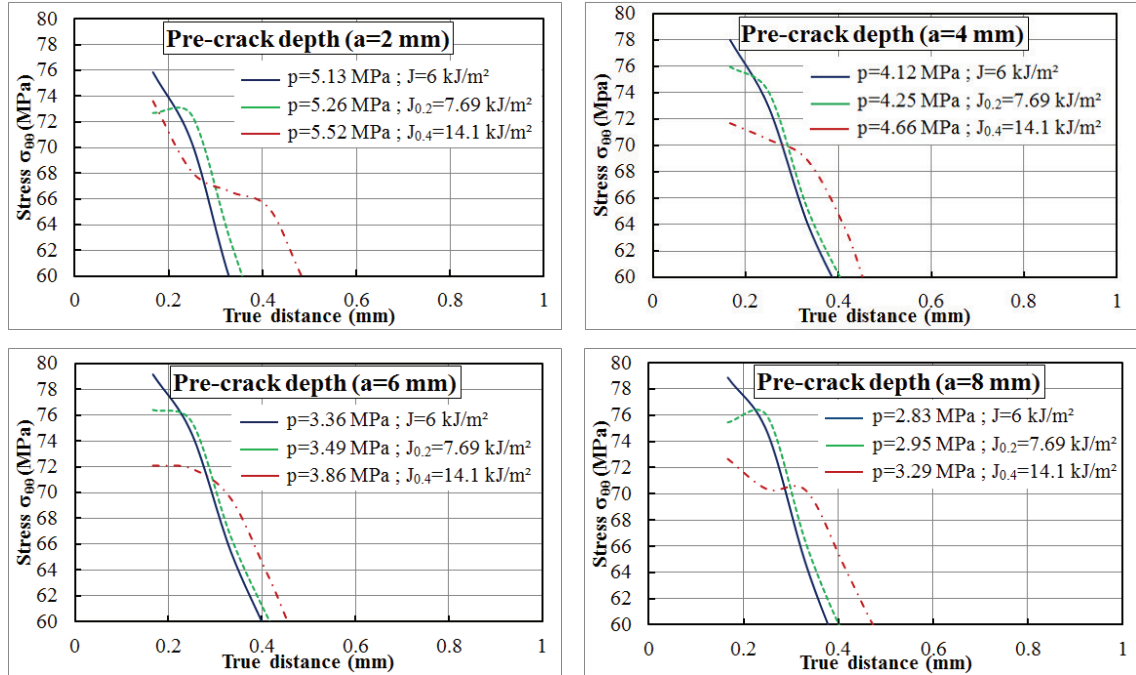 Pre-crack depth (a=2 mm)
p=5.13 MPa ; J=6 kJ/m²
p=5.26 MPa ; J0.2=7.69 kJ/m²
p=5.52 MPa ; J0.4=14.1 kJ/m²
Stress σθθ (MPa)
80
78
76
74
72
70
68
66
64
62
60
0
0.2
0.4
0.6
0.8
1
True distance (mm)
Pre-crack depth (a=4 mm)
p=4.12 MPa ; J=6 kJ/m²
p=4.25 MPa ; J0.2=7.69 kJ/m²
p=4.66 MPa ; J0.4=14.1 kJ/m²
Stress σθθ (Mpa)
80
78
76
74
72
70
68
66
64
62
60
0
0.2
0.4
0.6
0.8
1
True distance (mm)
Pre-crack depth (a=6 mm)
p=3.36 MPa ; J=6 kJ/m²
p=3.49 MPa ; J0.2=7.69 kJ/m²
p=3.86 MPa ; J0.4=14.1 kJ/m²
Stress σθθ (MPa)
80
78
76
74
72
70
68
66
64
62
60
0
0.2
0.4
0.6
0.8
1
True distance (mm)
Pre-crack depth (a=8 mm)
p=2.83 MPa ; J=6 kJ/m²
p=2.95 MPa ; J0.2=7.69 kJ/m²
p=3.29 MPa ; J0.4=14.1 kJ/m²
Stress σθθ (MPa)
80
78
76
74
72
70
68
66
64
62
60
0
0.2
0.4
0.6
0.8
1
True distance (mm)